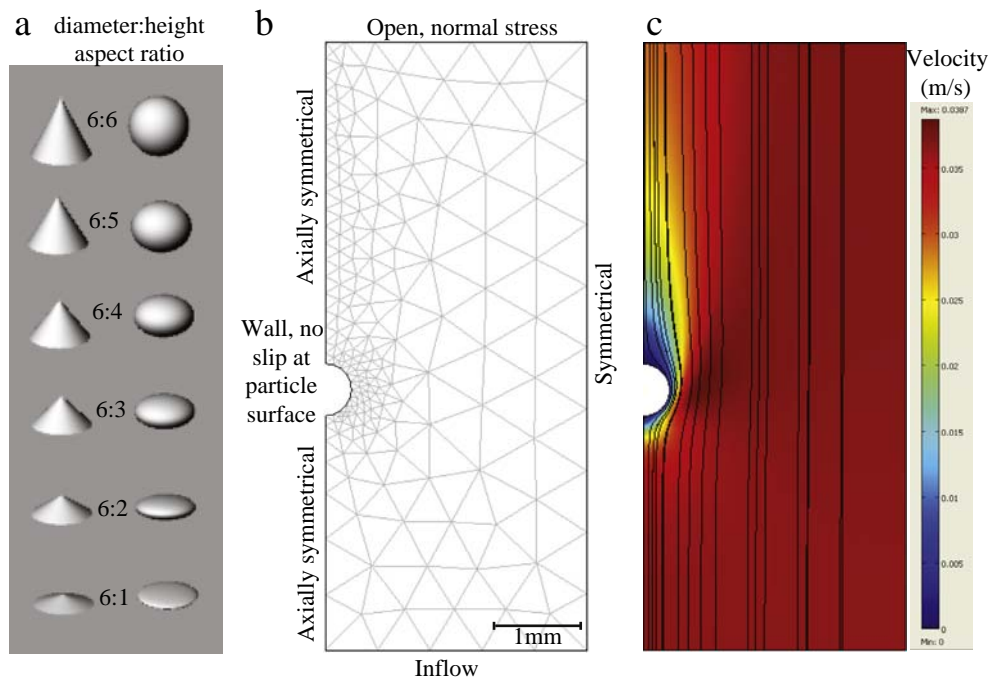 a
diameter:height
aspect ratio
6:6
6:5
6:4
6:3
6:2
6:1
b
Open, normal stress
Axially symmetrical
Wall, no
slip at
particle
surface
Axially symmetrical
Symmetrical
1mm
Inflow
c
Velocity
(m/s)
Max: 0.0387
0.035
0.03
0.025
0.02
0.015
0.01
0.005
0
Min: 0